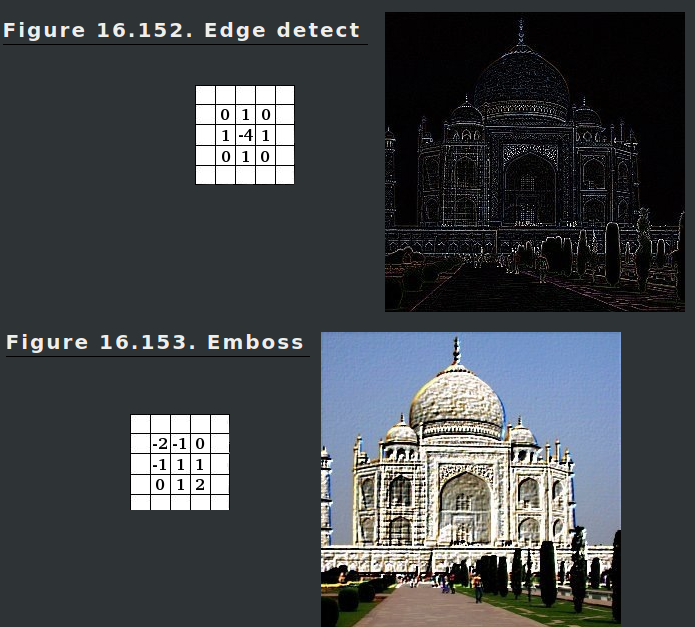 Figure 16.152. Edge detect
0 1 0
1 -4 1
0 1 0
Figure 16.153. Emboss
-2 -1 0
-1 1 1
0 1 2